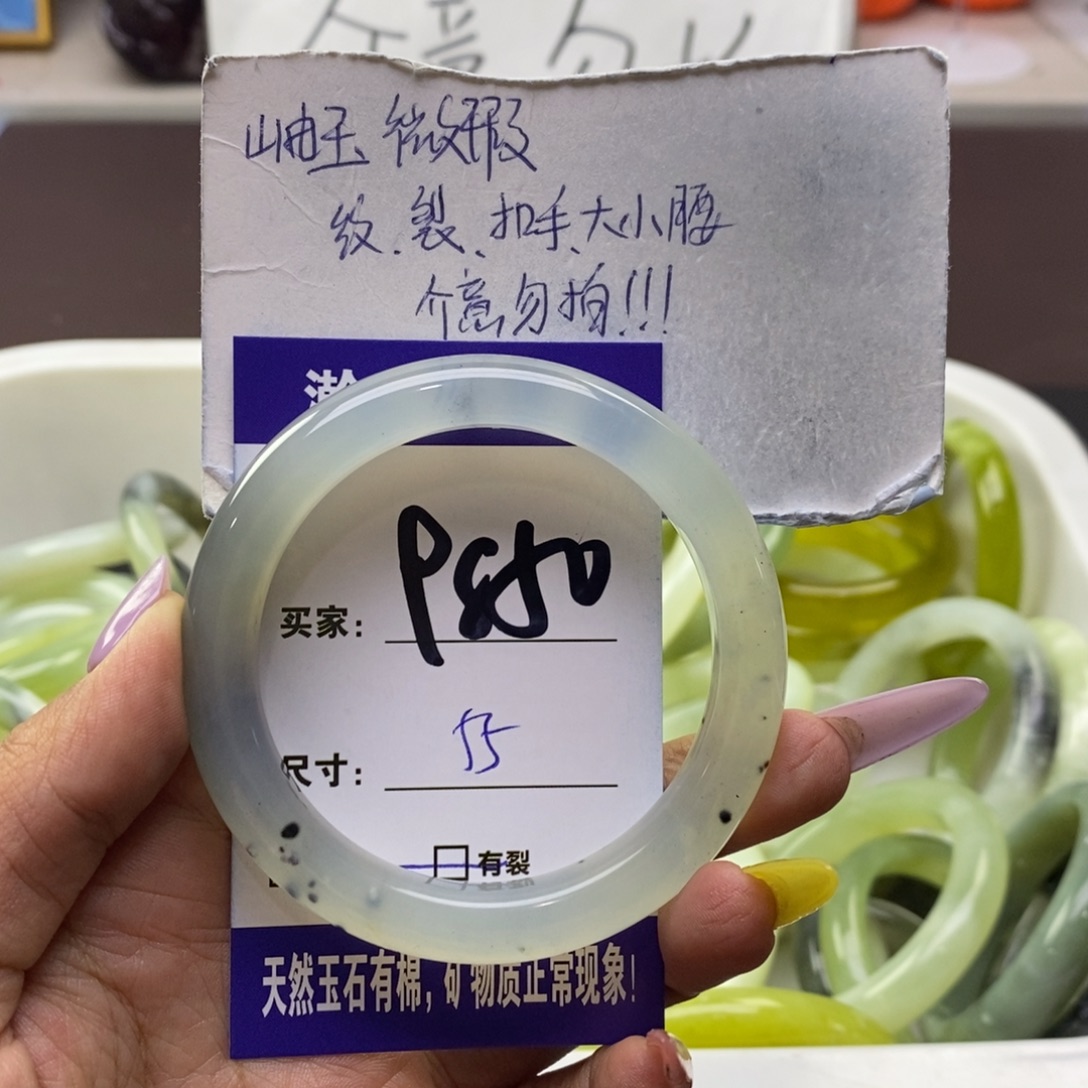 岫玉 微瑕
纹、裂、扣手、大小腰
介意勿拍!!!
买家: P850
尺寸: 55
□有裂
天然玉石有棉,矿物质正常现象!